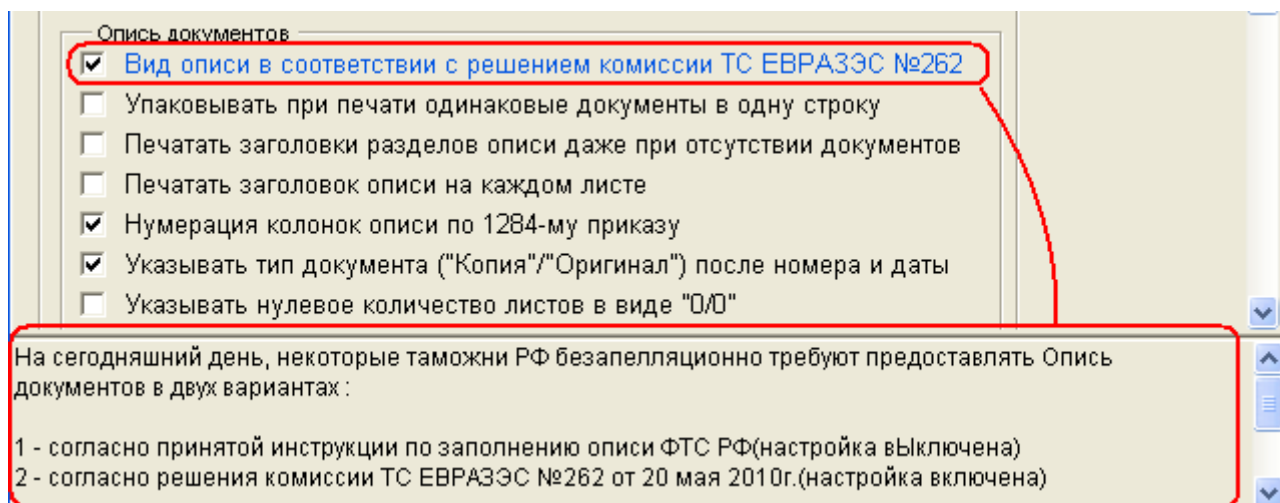 Опись документов
Вид описи в соответствии с решением комиссии ТС ЕВРАЗЭС №262
Упаковывать при печати одинаковые документы в одну строку
Печатать заголовки разделов описи даже при отсутствии документов
Печатать заголовок описи на каждом листе
Нумерация колонок описи по 1284-му приказу
Указывать тип документа ("Копия"/"Оригинал") после номера и даты
Указывать нулевое количество листов в виде "0/0"
На сегодняшний день, некоторые таможни РФ безапелляционно требуют предоставлять Опись
документов в двух вариантах :
1 - согласно принятой инструкции по заполнению описи ФТС РФ(настройка вЫключена)
2 - согласно решения комиссии ТС ЕВРАЗЭС №262 от 20 мая 2010г.(настройка включена)